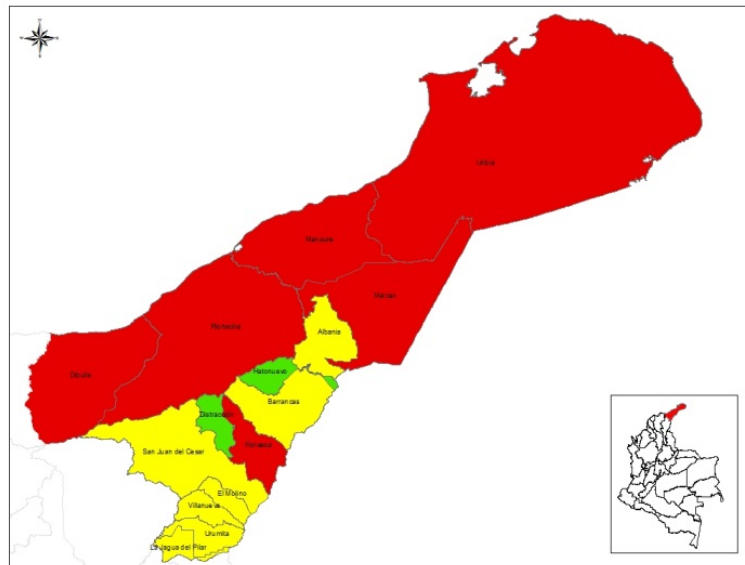 Uribia
Manaure
Maicao
Riohacha
Albania
Dibulla
Hatonuevo
Barrancas
Distracción
Fonseca
San Juan del Cesar
El Molino
Villanueva
Urumita
La Jagua del Pilar